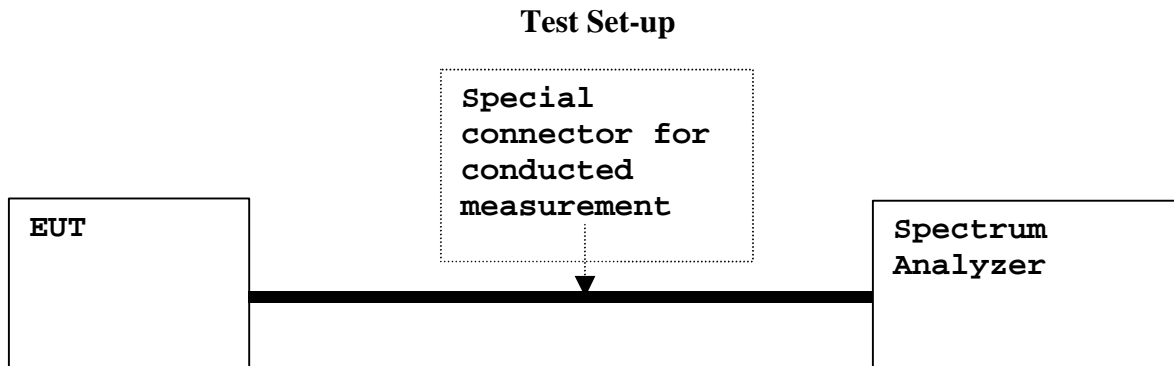 Test Set-up
Special
connector for
conducted
measurement
EUT
Spectrum
Analyzer